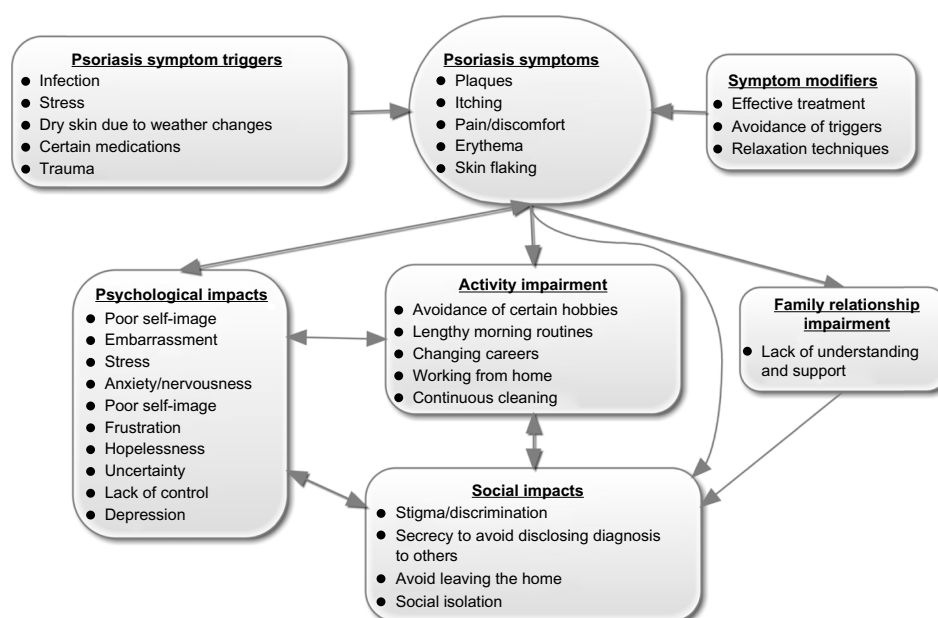 Psoriasis symptom triggers
● Infection
● Stress
● Dry skin due to weather changes
● Certain medications
● Trauma
Psoriasis symptoms
● Plaques
● Itching
● Pain/discomfort
● Erythema
● Skin flaking
Symptom modifiers
● Effective treatment
● Avoidance of triggers
● Relaxation techniques
Psychological impacts
● Poor self-image
● Embarrassment
● Stress
● Anxiety/nervousness
● Poor self-image
● Frustration
● Hopelessness
● Uncertainty
● Lack of control
● Depression
Activity impairment
● Avoidance of certain hobbies
● Lengthy morning routines
● Changing careers
● Working from home
● Continuous cleaning
Family relationship
impairment
● Lack of understanding
and support
Social impacts
● Stigma/discrimination
● Secrecy to avoid disclosing diagnosis
to others
● Avoid leaving the home
● Social isolation